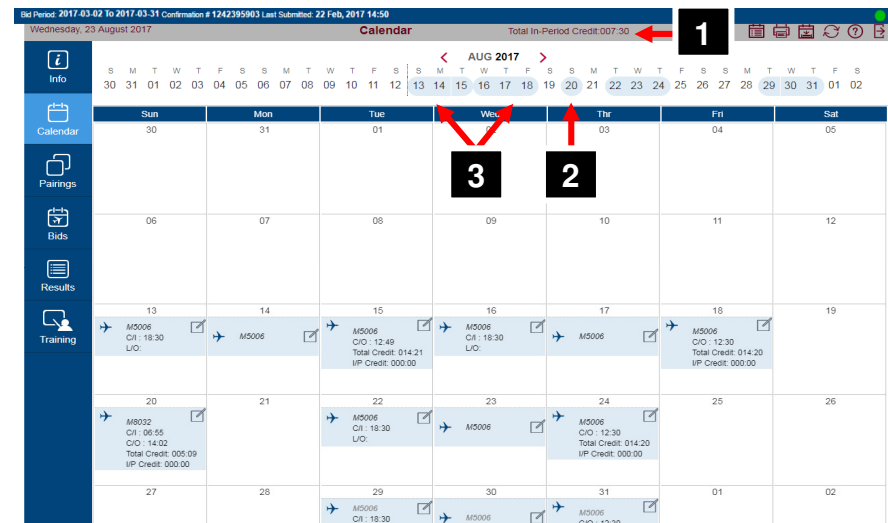 Bid Period: 2017-03-02 To 2017-03-31 Confirmation # 1242395903 Last Submitted: 22 Feb, 2017 14:50
Wednesday, 23 August 2017 Calendar Total In-Period Credit:007:30 1
AUG 2017
S M T W T F S S M T W T F S S M T W T F S S M T W T F S S M T W T F S
30 31 01 02 03 04 05 06 07 08 09 10 11 12 13 14 15 16 17 18 19 20 21 22 23 24 25 26 27 28 29 30 31 01 02
Info
Calendar
Pairings
Bids
Results
Training
Sun Mon Tue Wed Thr Fri Sat
30 31 01 02 03 04 05
3 2
06 07 08 09 10 11 12
13 14 15 16 17 18 19
M5006 M5006 M5006 M5006 M5006 M5006
C/I : 18:30 C/O : 12:49 C/I : 18:30 C/O : 12:30
L/O: Total Credit: 014:21 L/O: Total Credit: 014:20
I/P Credit: 000:00 I/P Credit: 000:00
20 21 22 23 24 25 26
M8032 M5006 M5006 M5006
C/I : 06:55 C/I : 18:30 C/O : 12:30
C/O : 14:02 L/O: Total Credit: 014:20
Total Credit: 005:09 I/P Credit: 000:00
I/P Credit: 000:00
27 28 29 30 31 01 02
M5006 M5006 M5006
C/I : 18:30 C/O : 12:30